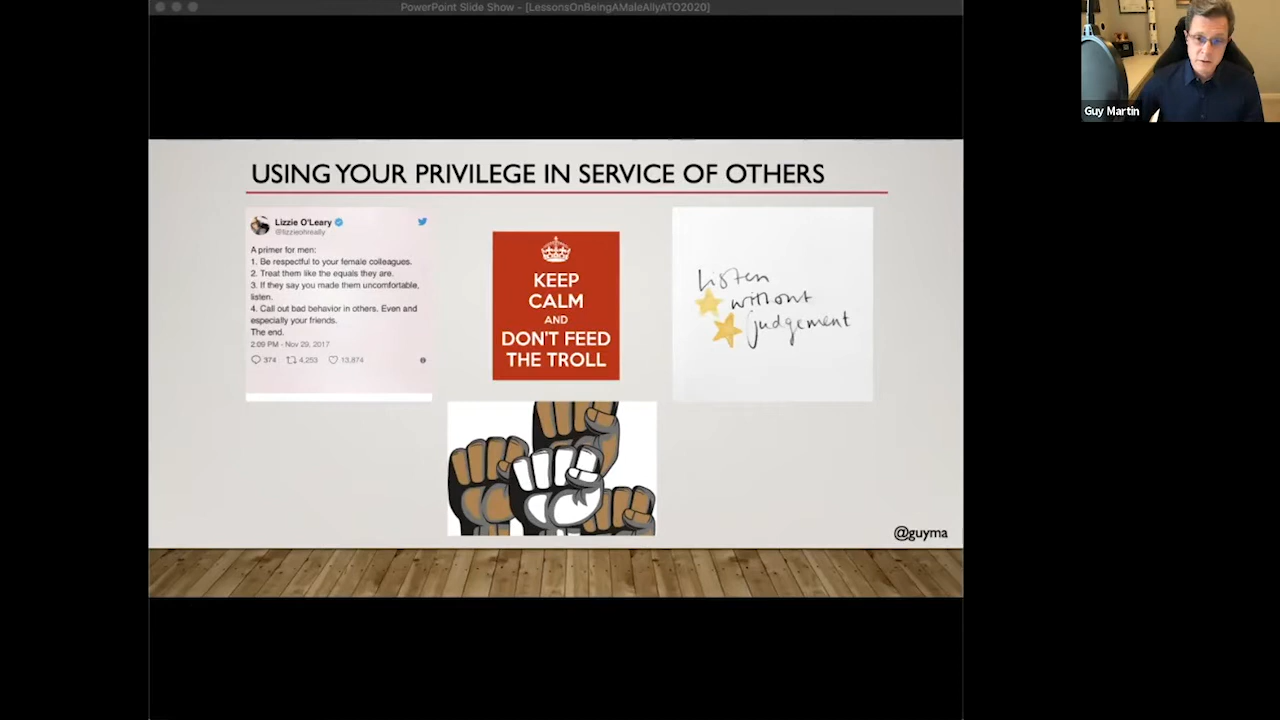 PowerPoint Slide Show - [LessonsOnBeingAMaleAllyATO2020]
Guy Martin
USING YOUR PRIVILEGE IN SERVICE OF OTHERS
Lizzie O'Leary
@lizzieohreally
A primer for men:
1. Be respectful to your female colleagues.
2. Treat them like the equals they are.
3. If they say you made them uncomfortable,
listen.
4. Call out bad behavior in others. Even and
especially your friends.
The end.
2:09 PM - Nov 29, 2017
374 4,253 13,874
KEEP
CALM
AND
DON'T FEED
THE TROLL
Listen
without
judgement
@guyma